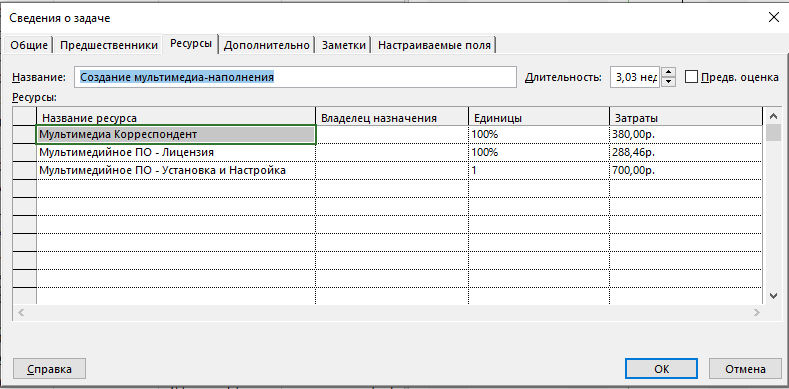 Сведения о задаче
Общие Предшественники Ресурсы Дополнительно Заметки Настраиваемые поля
Название: Создание мультимедиа-наполнения Длительность: 3,03 нед Предв. оценка
Ресурсы:
Название ресурса Владелец назначения Единицы Затраты
Мультимедиа Корреспондент 100% 380,00р.
Мультимедийное ПО - Лицензия 100% 288,46р.
Мультимедийное ПО - Установка и Настройка 1 700,00р.
Справка ОК Отмена